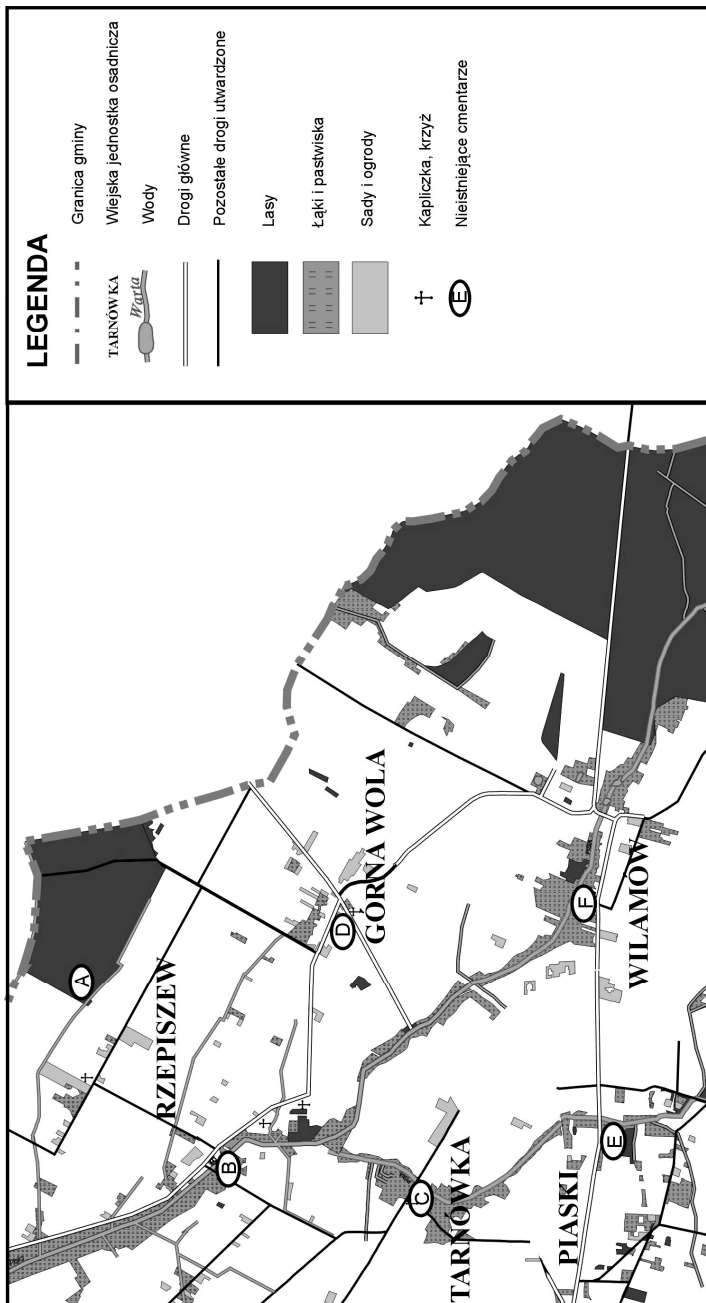 LEGENDA
Granica gminy
TARNÓWKA
Wiejska jednostka osadnicza
Warta
Wody
Drogi główne
Pozostałe drogi utwardzone
Lasy
Łąki i pastwiska
Sady i ogrody
Kapliczka, krzyż
E
Nieistniejące cmentarze
A
RZEPISZEW
B
D
GÓRNA WOLA
C
TARNÓWKA
F
WILAMÓW
E
PIASKI